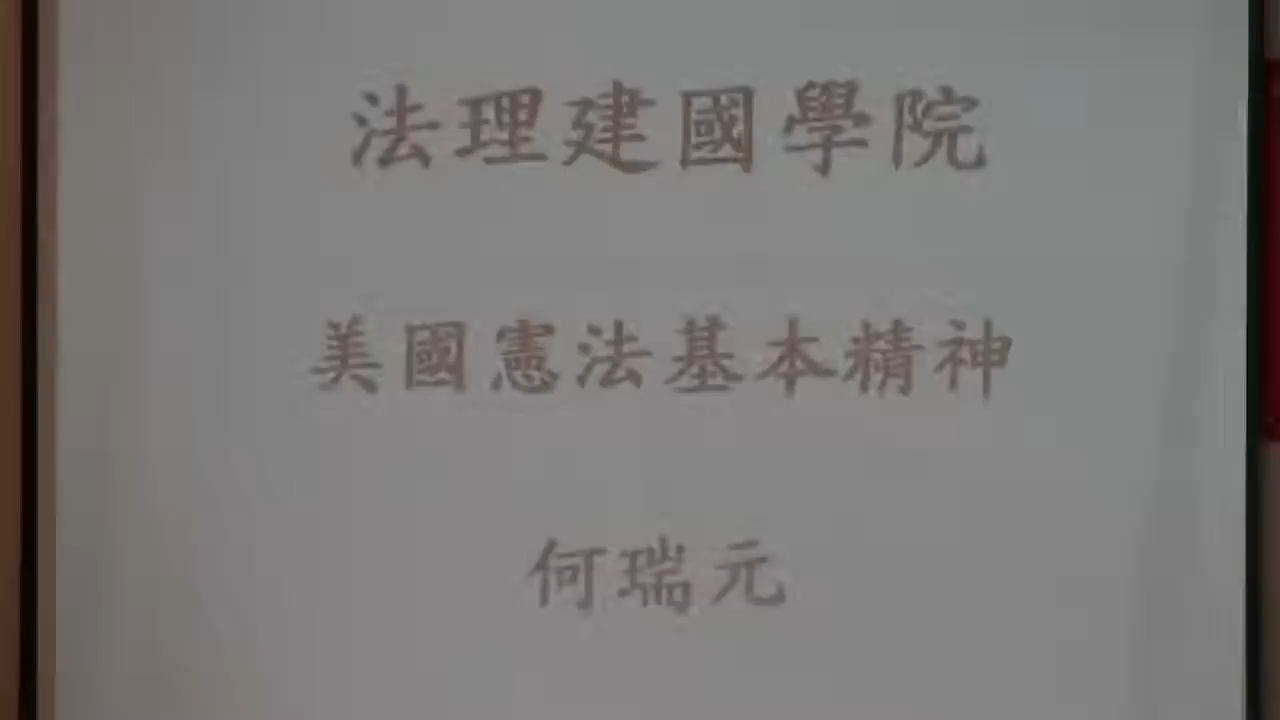 法理建國學院
美國憲法基本精神
何瑞元